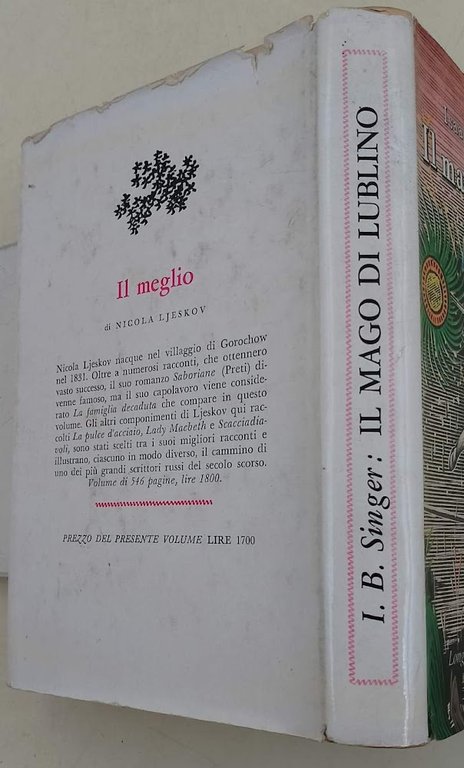 Il meglio
di NICOLA LJESKOV
Nicola Ljeskov nacque nel villaggio di Gorochow
nel 1831. Oltre a numerosi racconti, che ottennero
vasto successo, il suo romanzo Saboriane (Preti) di-
venne famoso, ma il suo capolavoro viene conside-
rato La famiglia decaduta che compare in questo
volume. Gli altri componimenti di Ljeskov qui rac-
colti La pulce d'acciaio, Lady Macbeth e Scacciadia-
voli, sono stati scelti tra i suoi migliori racconti e
illustrano, ciascuno in modo diverso, il cammino di
uno dei più grandi scrittori russi del secolo scorso.
Volume di 546 pagine, lire 1800.
PREZZO DEL PRESENTE VOLUME LIRE 1700
I. B. Singer: IL MAGO DI LUBLINO
Il ma
Long